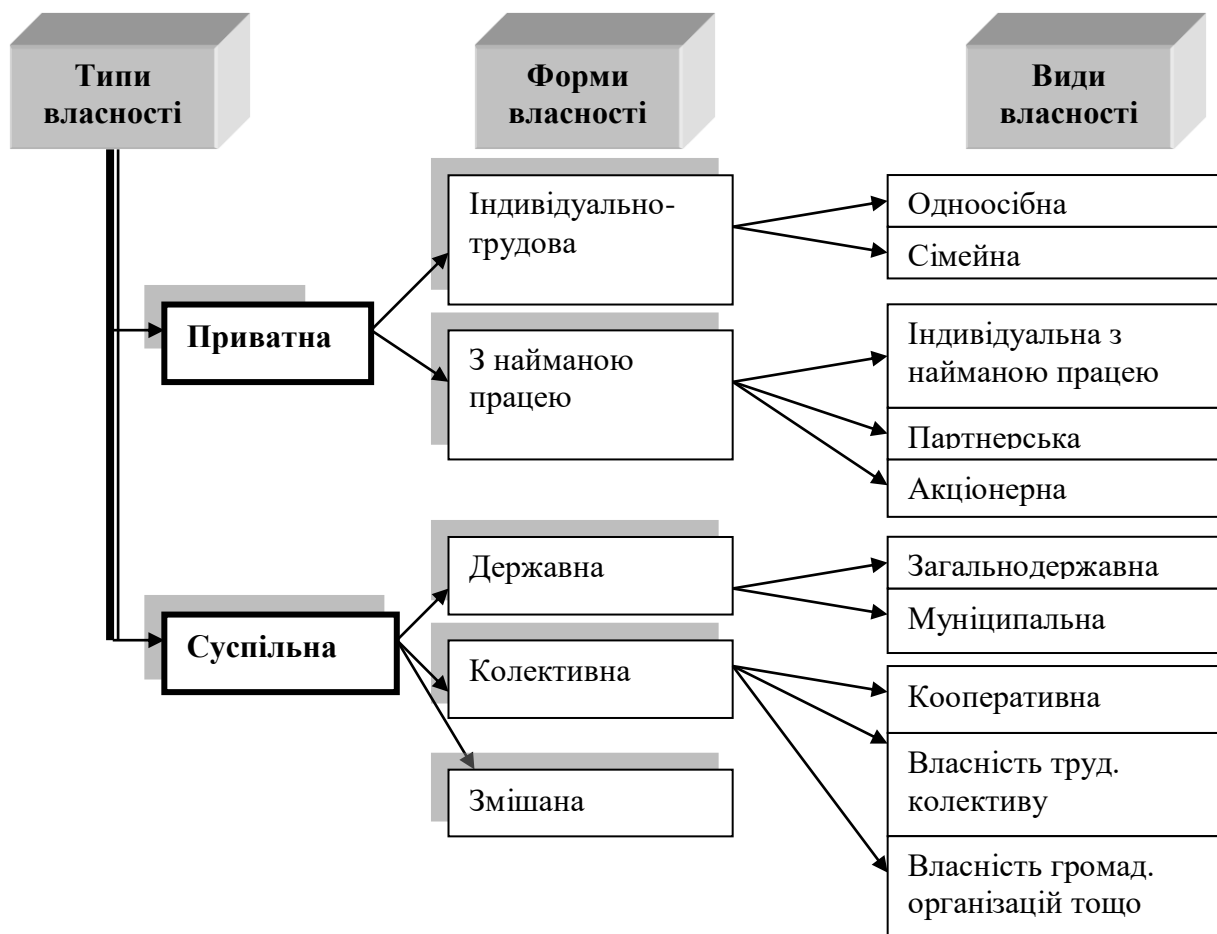 Типи
власності
Форми
власності
Види
власності
Індивідуально-
трудова
Одноосібна
Сімейна
Приватна
З найманою
працею
Індивідуальна з
найманою працею
Партнерська
Акціонерна
Державна
Загальнодержавна
Муніципальна
Суспільна
Колективна
Кооперативна
Власність труд.
колективу
Змішана
Власність громад.
організацій тощо